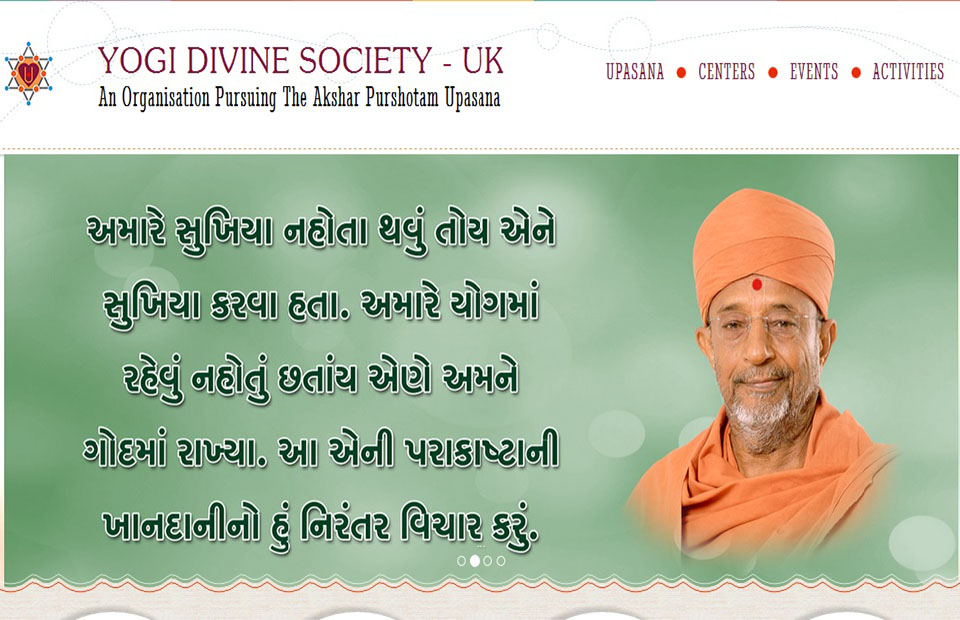 YOGI DIVINE SOCIETY - UK
An Organisation Pursuing The Akshar Purshotam Upasana
UPASANA CENTERS EVENTS ACTIVITIES
અમારે સુખિયા નહોતા થવું તોય એને
સુખિયા કરવા હતા. અમારે યોગમાં
રહેવું નહોતું છતાંય એણે અમને
ગોદમાં રાખ્યા. આ એની પરાકાષ્ટાની
ખાનદાનીનો હું નિરંતર વિચાર કરું.